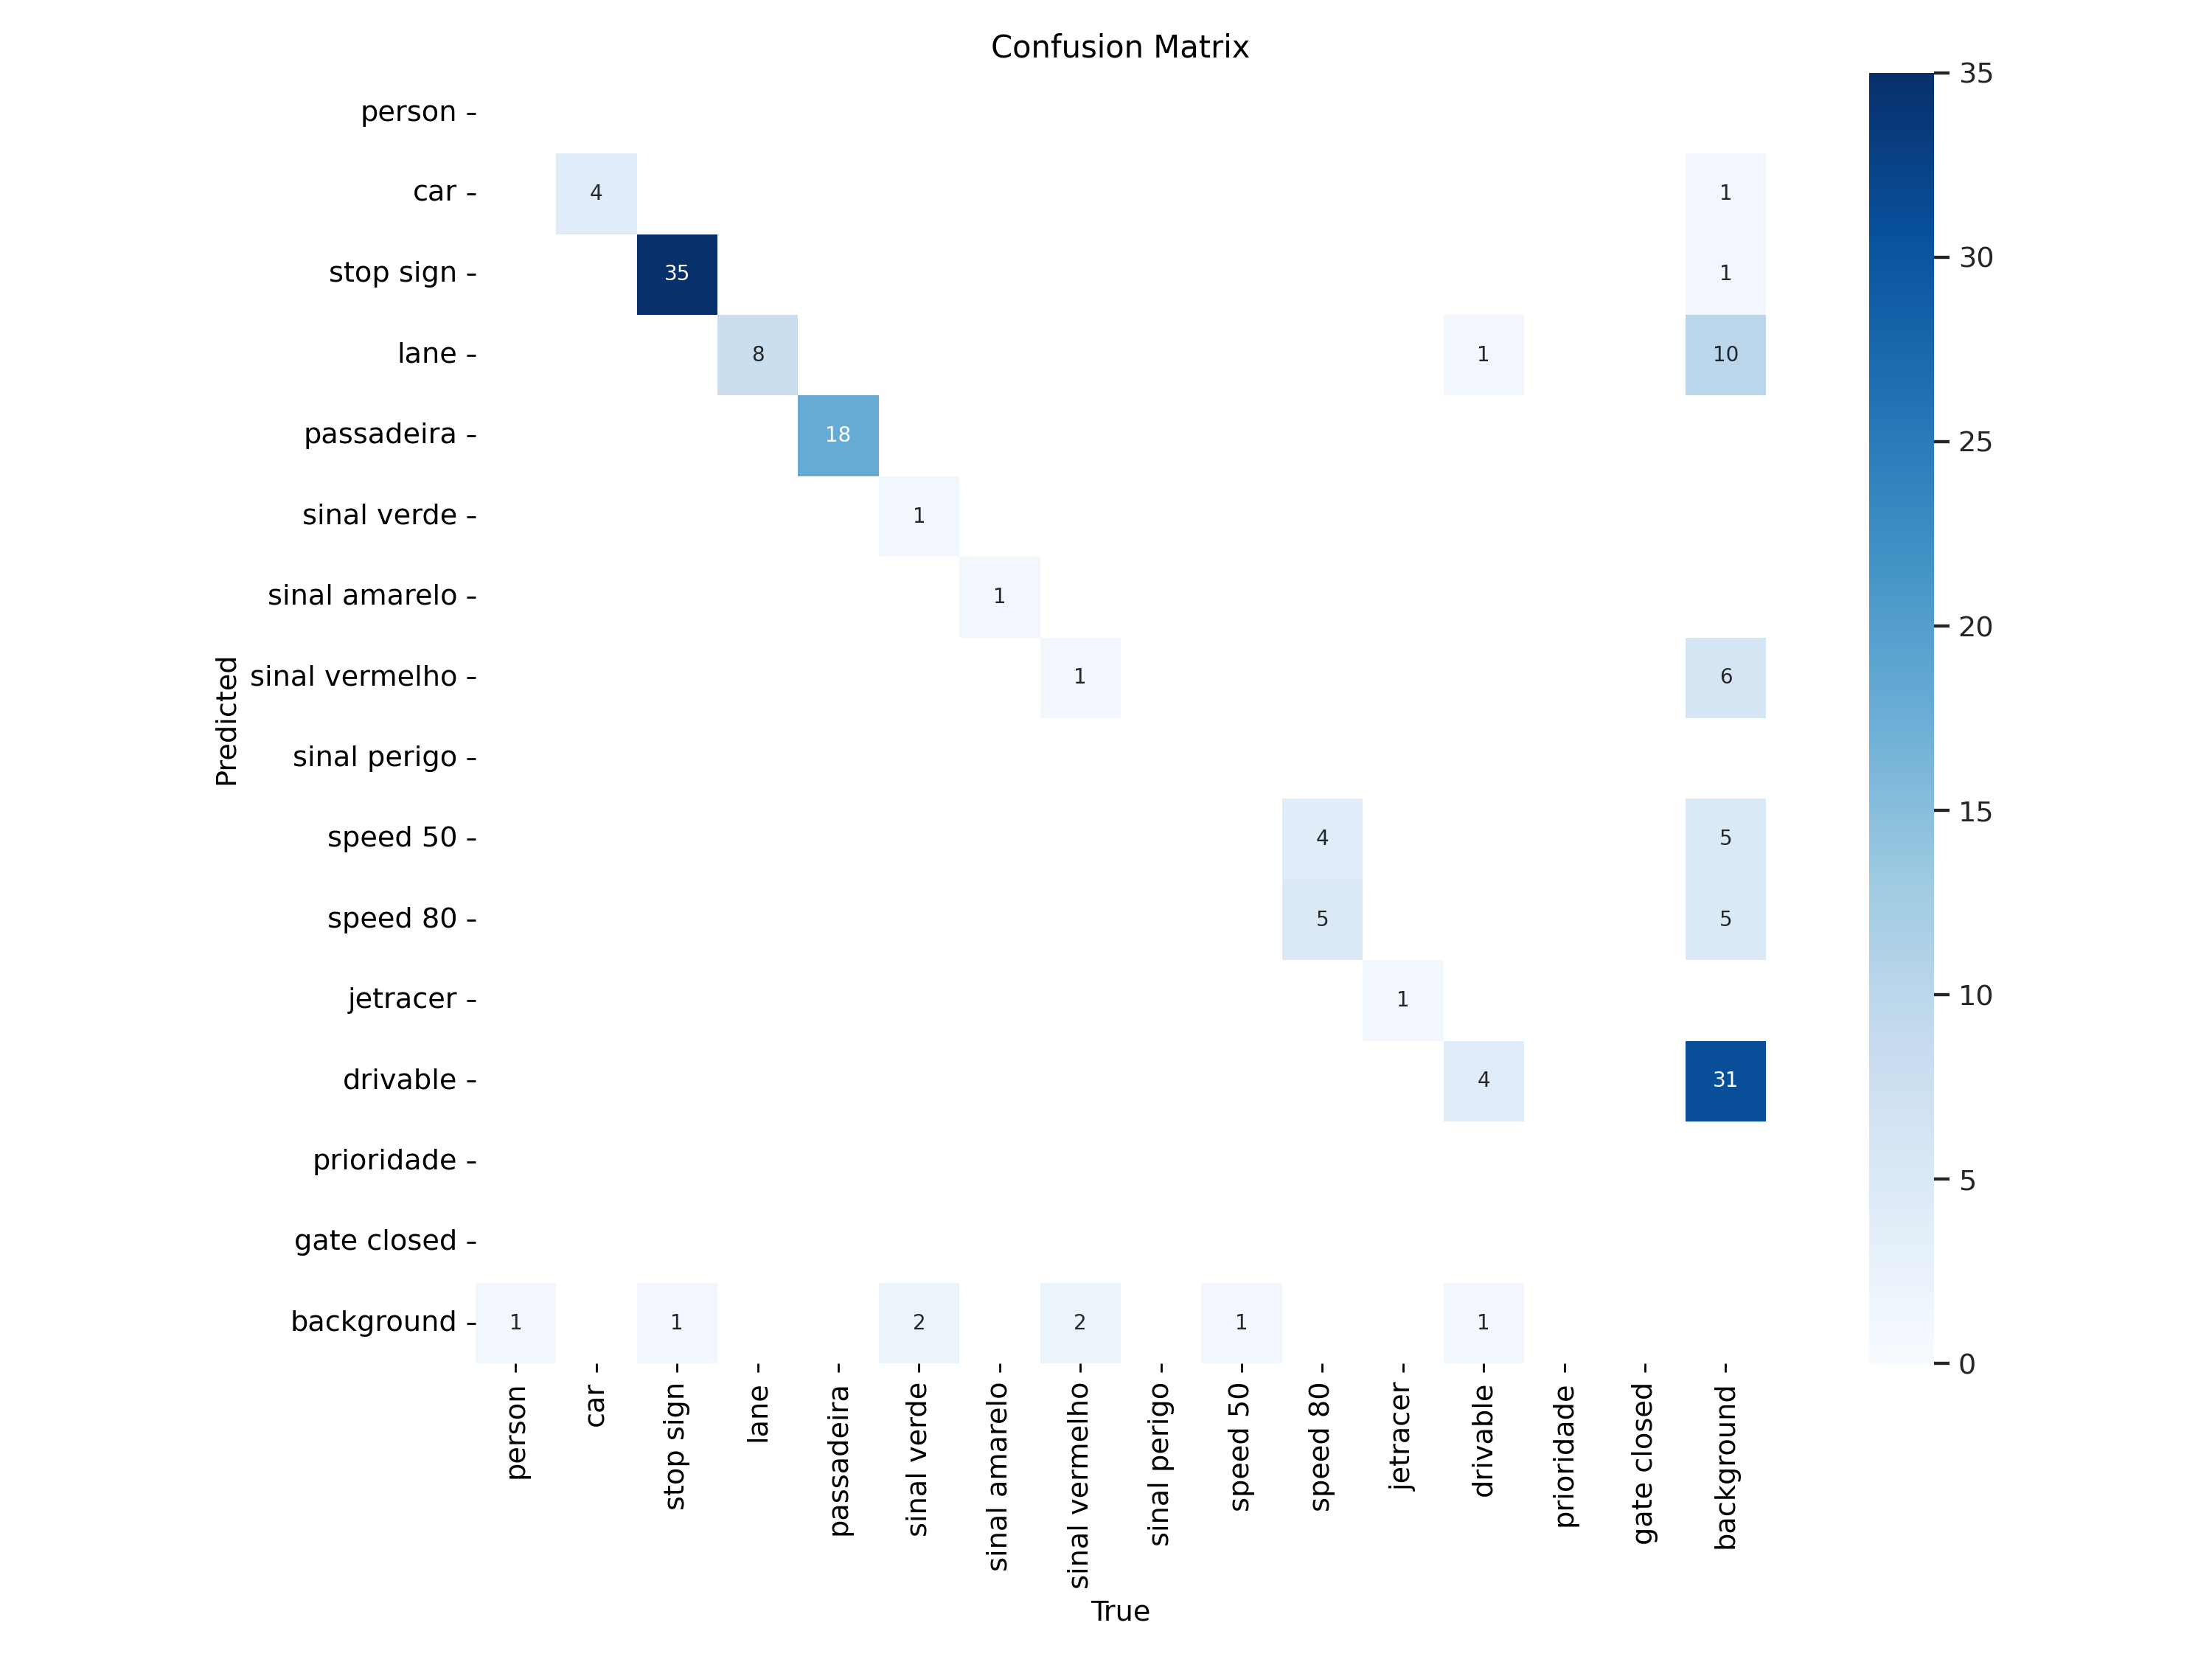 Confusion Matrix
Predicted
person
car 4 1
stop sign 35 1
lane 8 1 10
passadeira 18
sinal verde 1
sinal amarelo 1
sinal vermelho 1 6
sinal perigo
speed 50 4 5
speed 80 5 5
jetracer 1
drivable 4 31
prioridade
gate closed
background 1 1 2 2 1 1
person car stop sign lane passadeira sinal verde sinal amarelo sinal vermelho sinal perigo speed 50 speed 80 jetracer drivable prioridade gate closed background
True
35
30
25
20
15
10
5
0